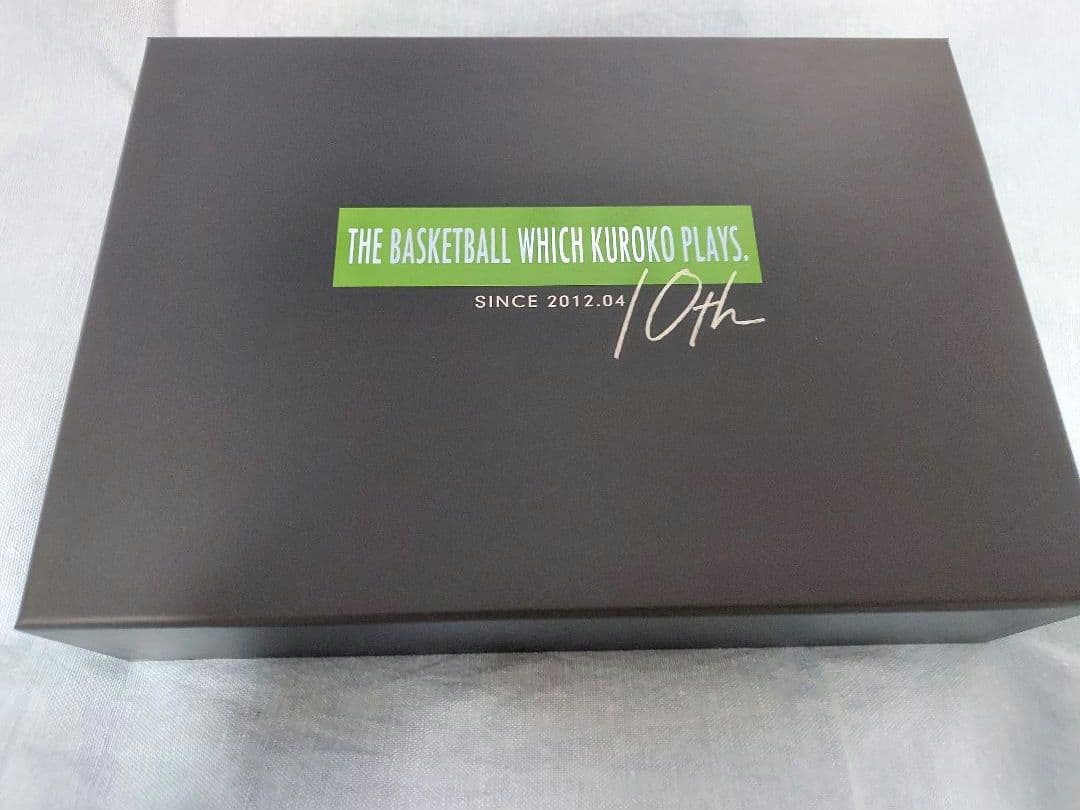 THE BASKETBALL WHICH KUROKO PLAYS.
SINCE 2012.04
10th